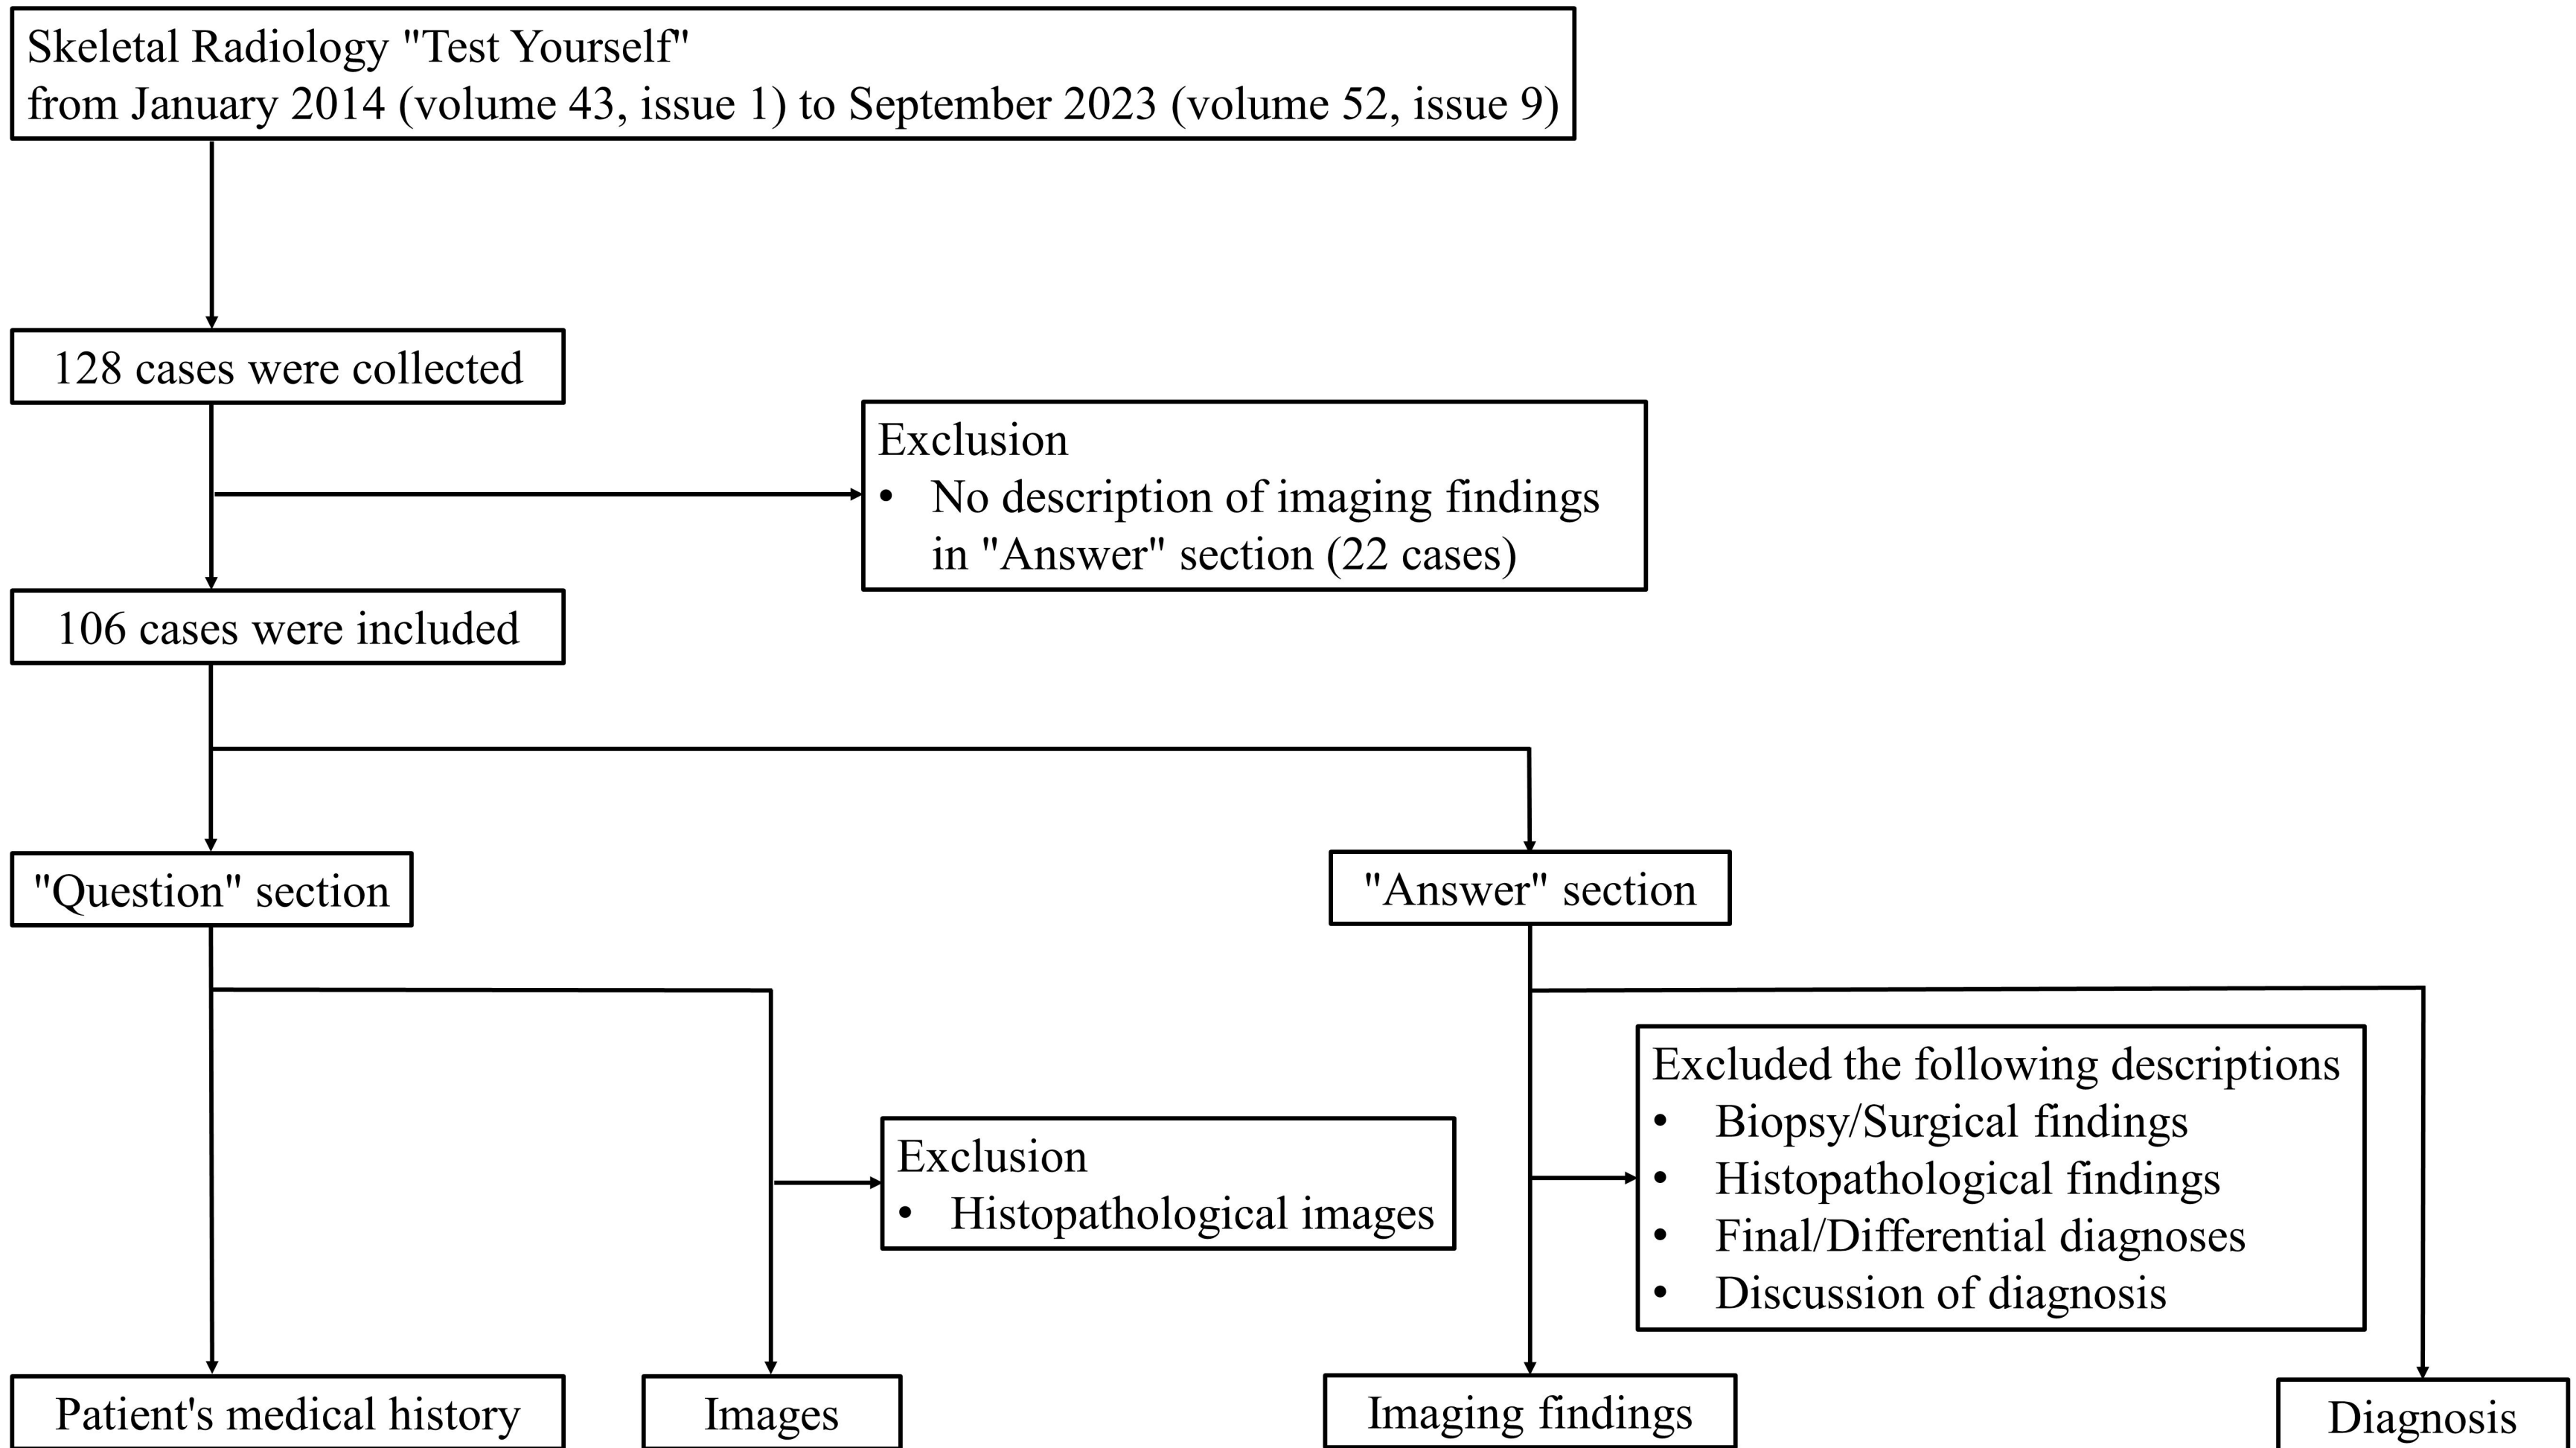 Skeletal Radiology "Test Yourself"
from January 2014 (volume 43, issue 1) to September 2023 (volume 52, issue 9)
128 cases were collected
Exclusion
• No description of imaging findings
in "Answer" section (22 cases)
106 cases were included
"Question" section
"Answer" section
Exclusion
• Histopathological images
Excluded the following descriptions
• Biopsy/Surgical findings
• Histopathological findings
• Final/Differential diagnoses
• Discussion of diagnosis
Patient's medical history
Images
Imaging findings
Diagnosis